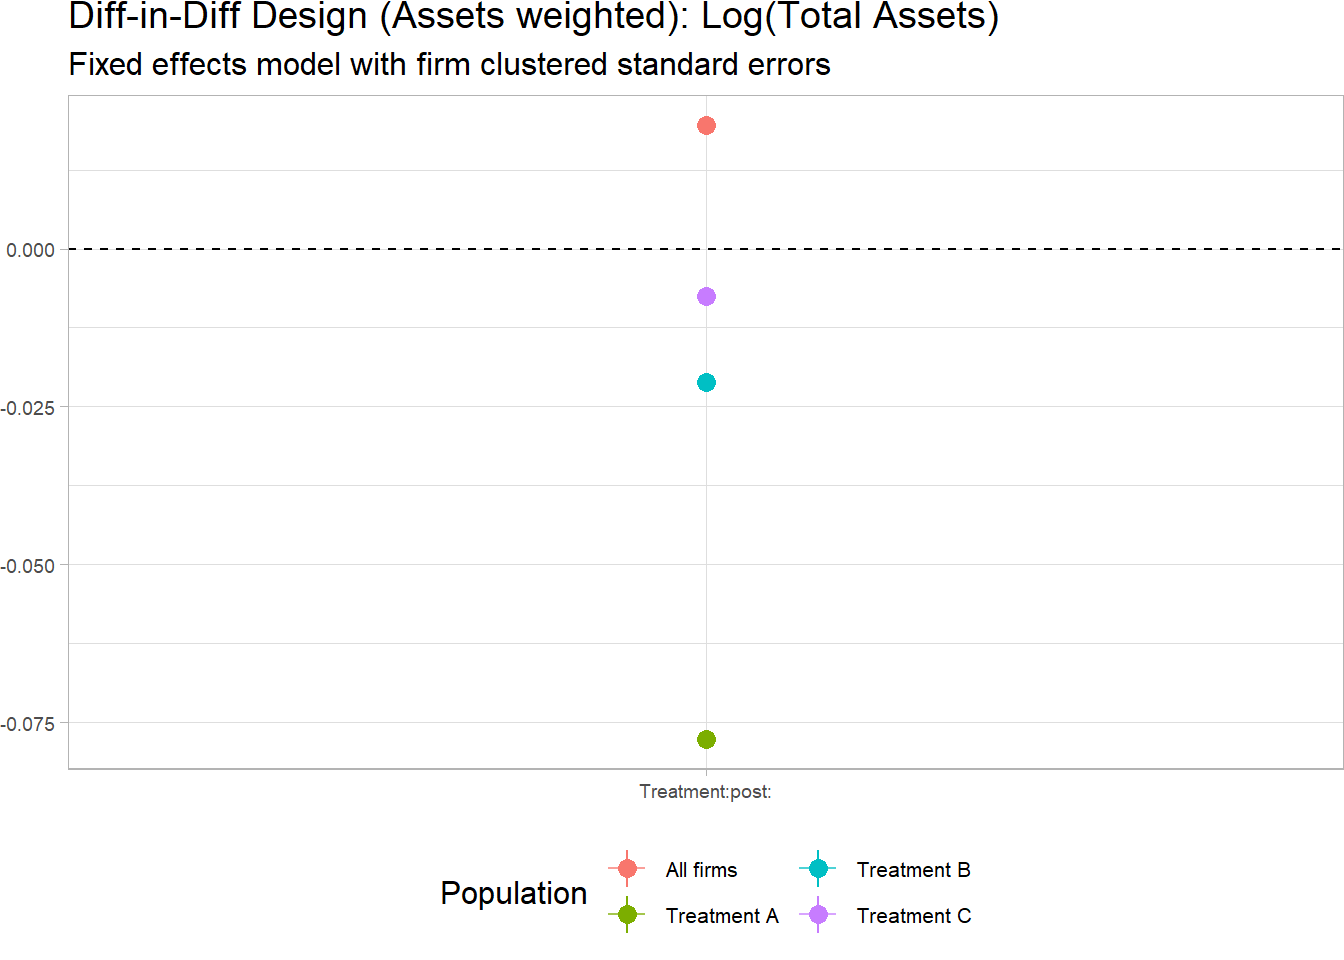 Diff-in-Diff Design (Assets weighted): Log(Total Assets)
Fixed effects model with firm clustered standard errors
0.000
-0.025
-0.050
-0.075
Treatment:post:
Population
All firms
Treatment A
Treatment B
Treatment C